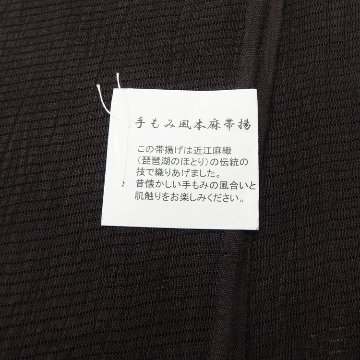 手もみ風本麻帯揚
この帯揚げは近江麻織
（琵琶湖のほとり）の伝統の
技で織りあげました。
昔懐かしい手もみの風合いと
肌触りをお楽しみください。